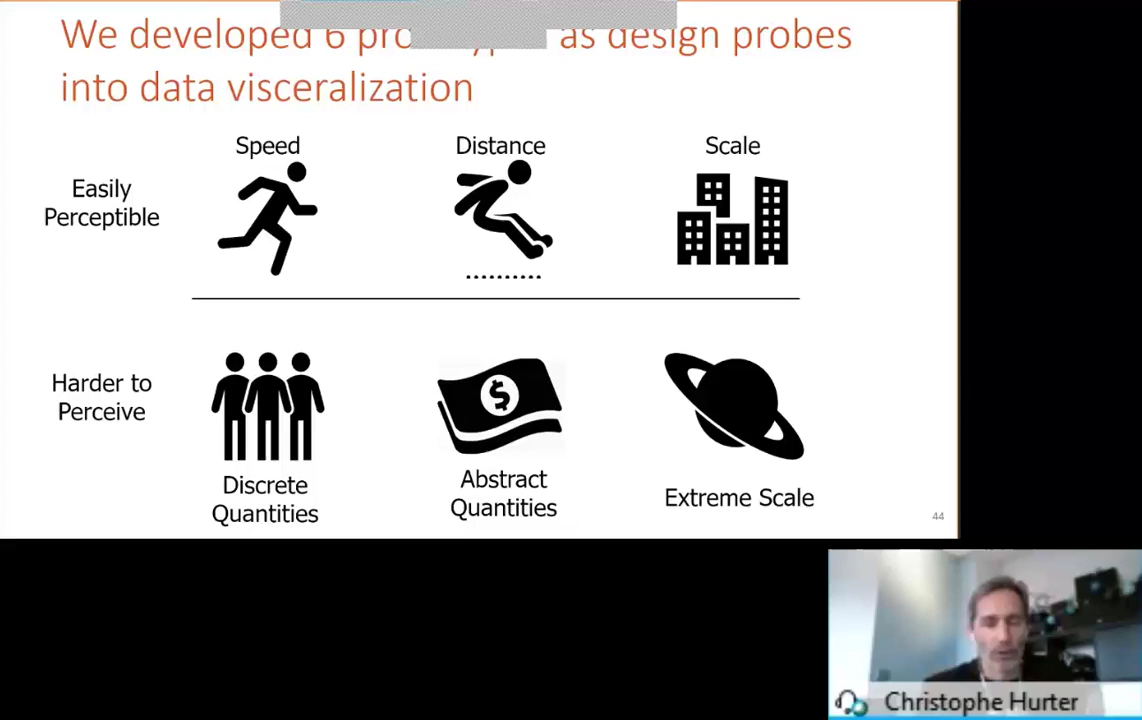 We developed 6 as design probes
into data visceralization
Speed
Distance
Scale
Easily
Perceptible
Harder to
Perceive
Discrete
Quantities
Abstract
Quantities
Extreme Scale
44
Christophe Hurter